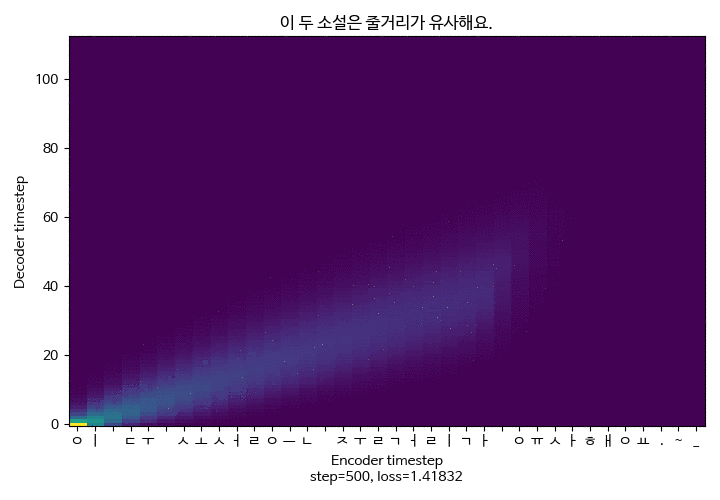 이 두 소설은 줄거리가 유사해요.
100
80
60
40
20
0
Decoder timestep
ㅇ ㅣ ㄷ ㅜ ㅅ ㅗ ㅅ ㅓ ㄹ ㅇ ㅡ ㄴ ㅈ ㅜ ㄹ ㄱ ㅓ ㄹ ㅣ ㄱ ㅏ ㅇ ㅠ ㅅ ㅏ ㅎ ㅐ ㅇ ㅛ . ~ _
Encoder timestep
step=500, loss=1.41832